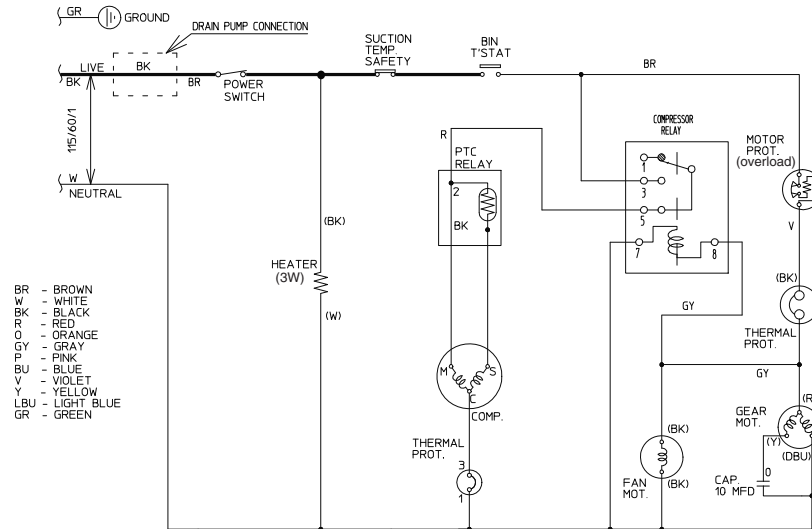 GR
GROUND
DRAIN PUMP CONNECTION
LIVE
BK
BK
BR
POWER
SWITCH
SUCTION
TEMP.
SAFETY
BIN
T'STAT
BR
115/60/1
W
NEUTRAL
R
PTC
RELAY
2
BK
COMPRESSOR
RELAY
1
3
5
7
8
MOTOR
PROT.
(overload)
V
(BK)
HEATER
(3W)
(W)
(BK)
THERMAL
PROT.
GY
GY
BR - BROWN
W - WHITE
BK - BLACK
R - RED
O - ORANGE
GY - GRAY
P - PINK
BU - BLUE
V - VIOLET
Y - YELLOW
LBU - LIGHT BLUE
GR - GREEN
M
S
C
COMP.
THERMAL
PROT.
3
1
(BK)
(BK)
FAN
MOT.
GEAR
MOT.
(R
(Y)
(DBU)
O
CAP.
10 MFD